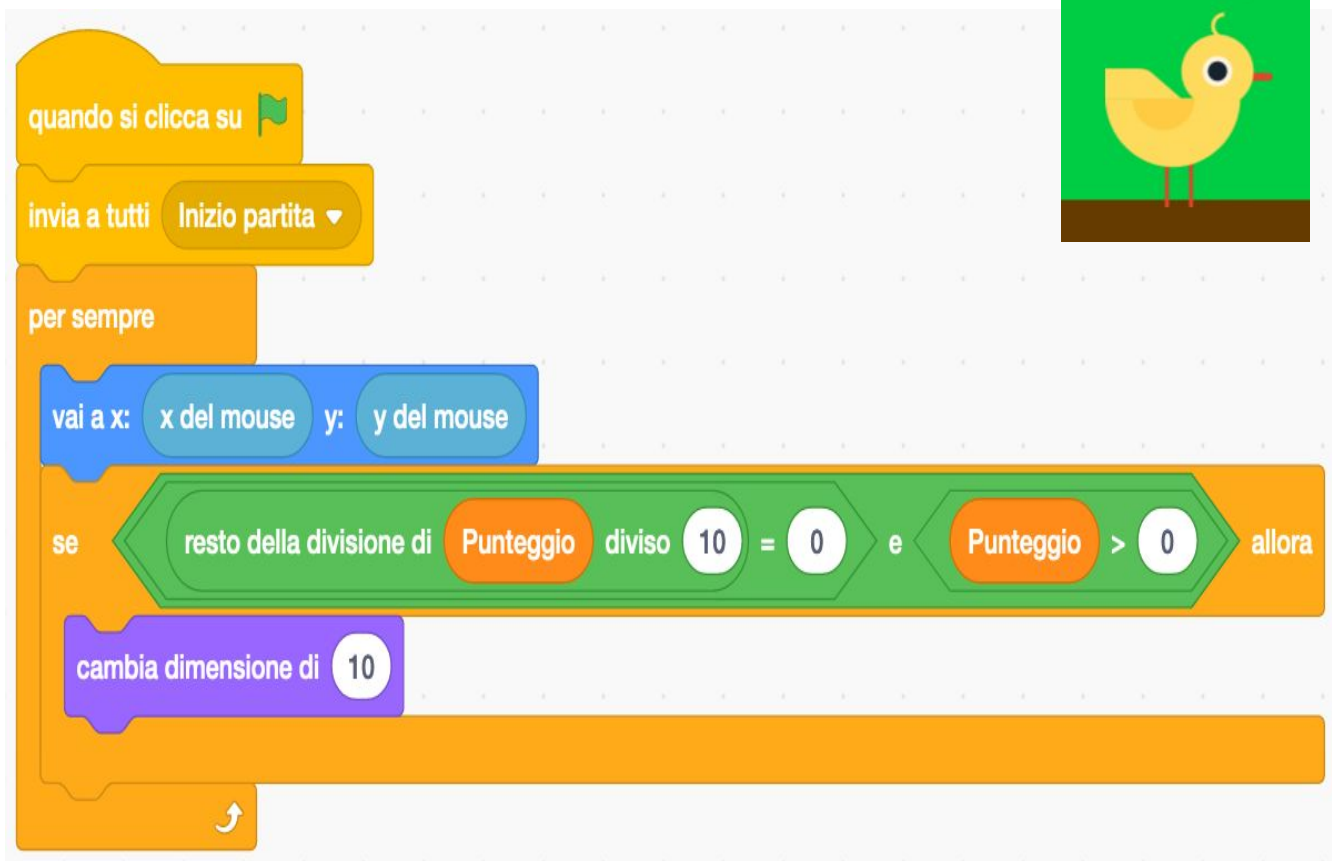 quando si clicca su
invia a tutti Inizio partita
per sempre
vai a x: x del mouse y: y del mouse
se resto della divisione di Punteggio diviso 10 = 0 e Punteggio > 0 allora
cambia dimensione di 10